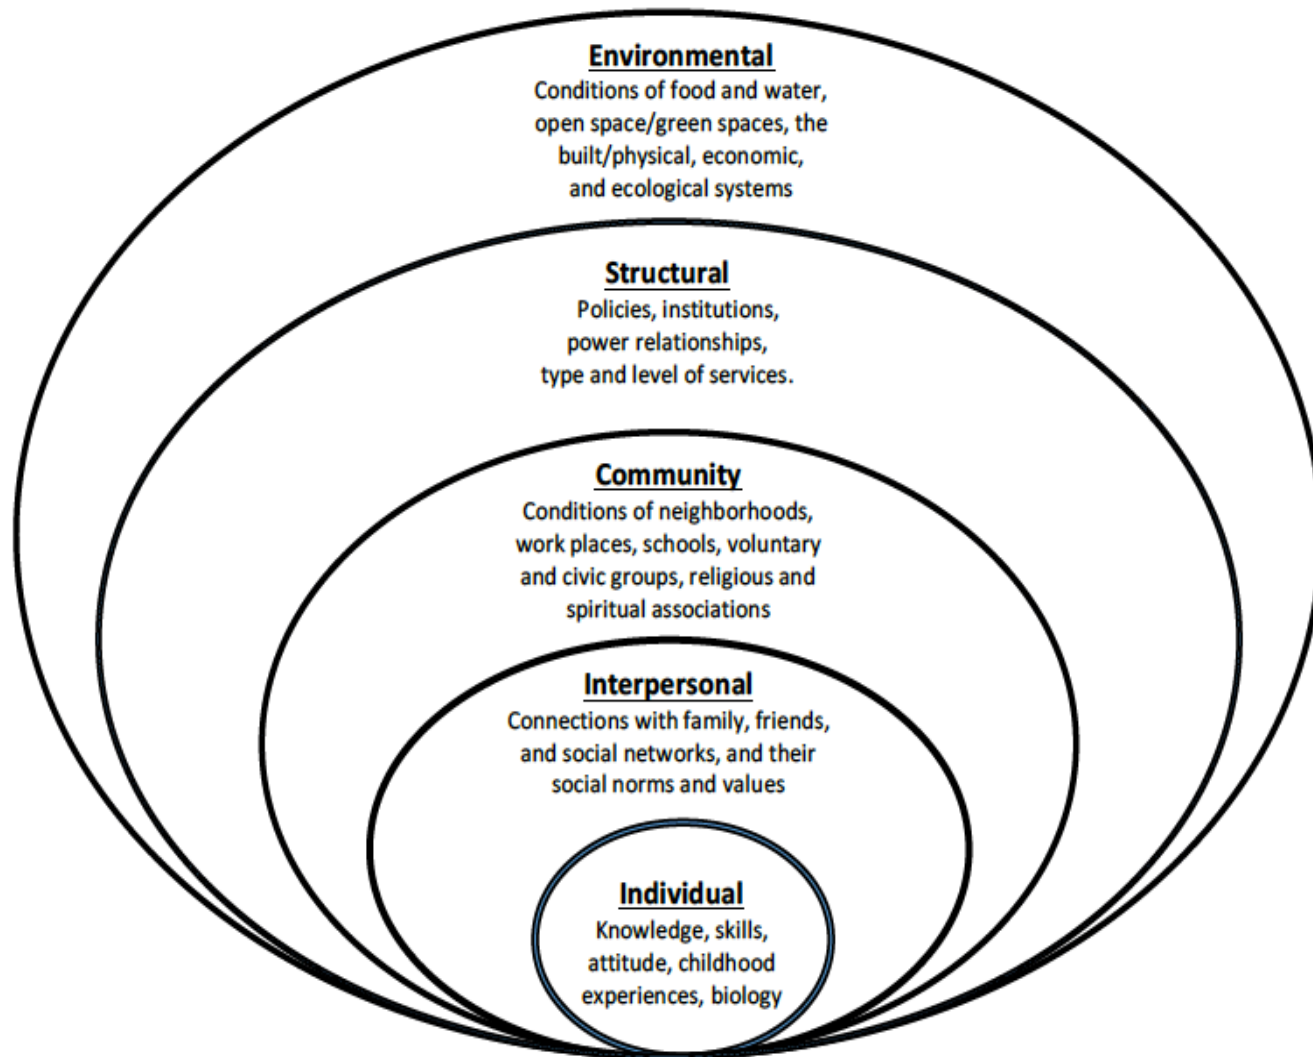 Environmental
Conditions of food and water,
open space/green spaces, the
built/physical, economic,
and ecological systems
Structural
Policies, institutions,
power relationships,
type and level of services.
Community
Conditions of neighborhoods,
work places, schools, voluntary
and civic groups, religious and
spiritual associations
Interpersonal
Connections with family, friends,
and social networks, and their
social norms and values
Individual
Knowledge, skills,
attitude, childhood
experiences, biology